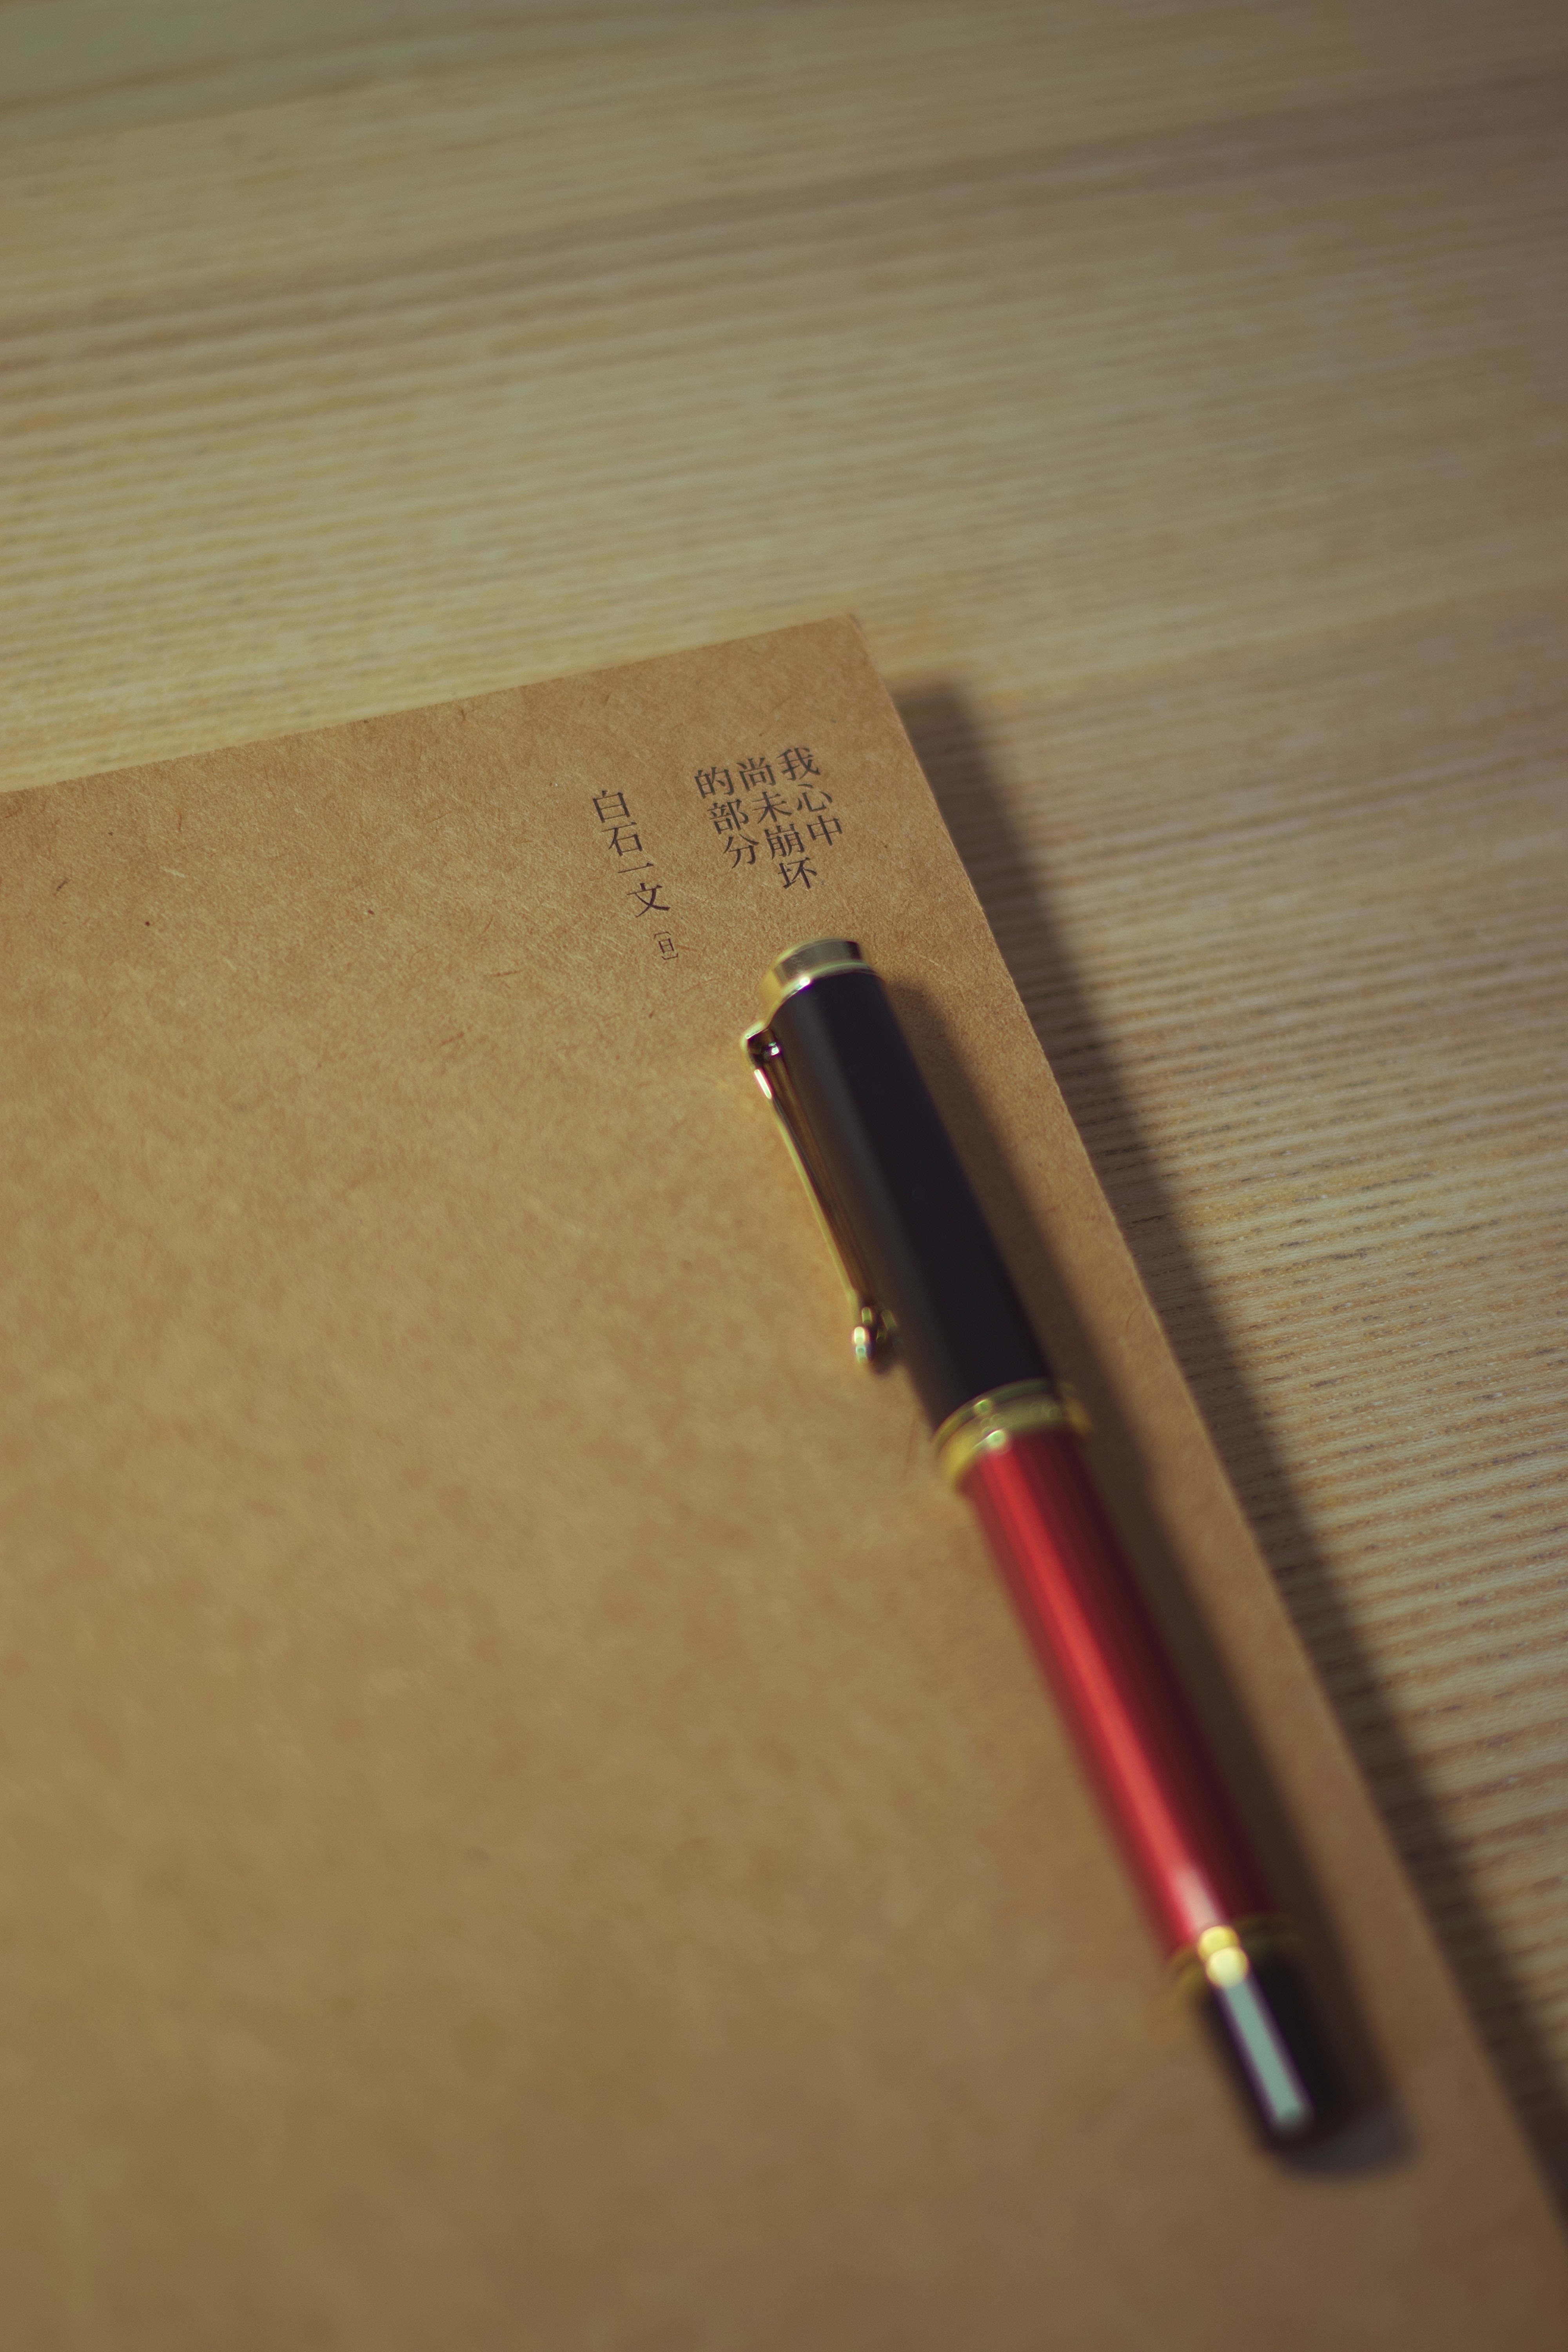 我心中
尚未崩坏
的部分
白石一文
［日］